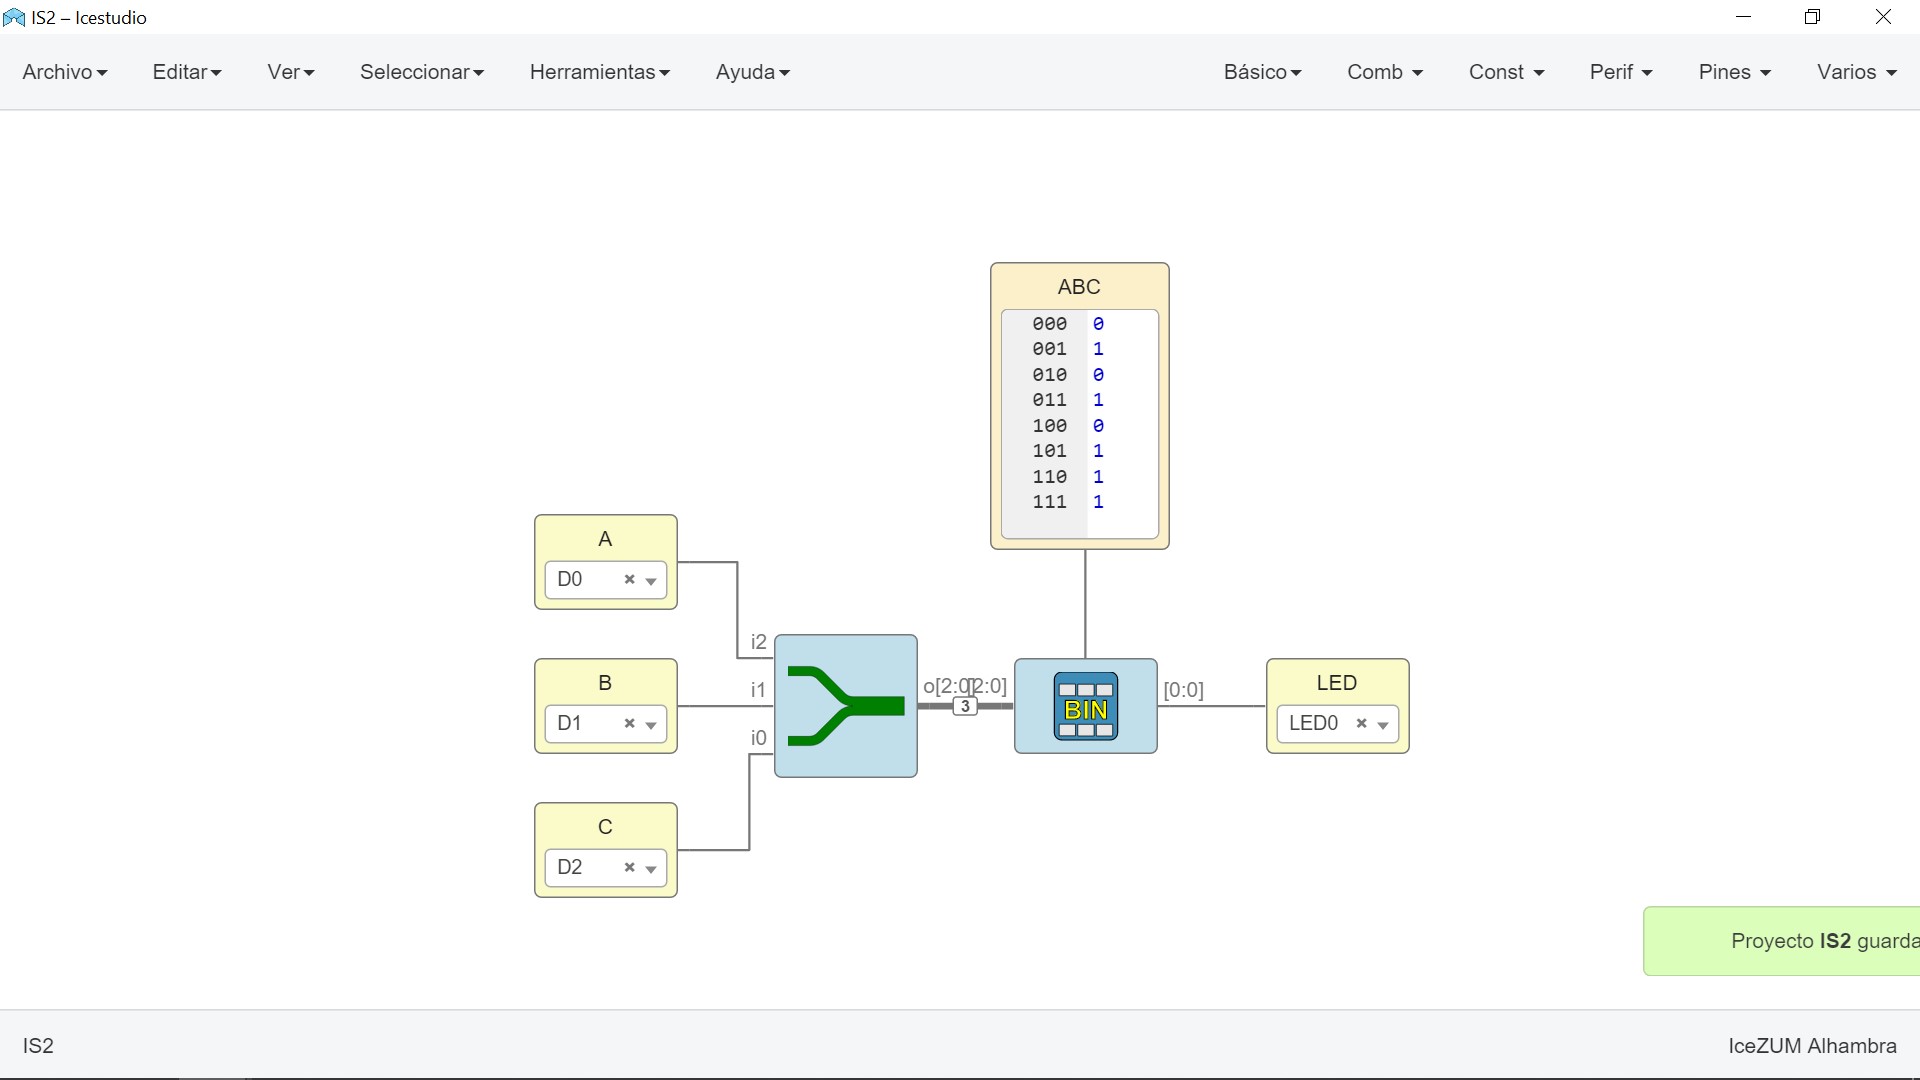 IS2 – Icestudio
Archivo Editar Ver Seleccionar Herramientas Ayuda Básico Comb Const Perif Pines Varios
ABC
000 0
001 1
010 0
011 1
100 0
101 1
110 1
111 1
A
D0
i2
B
D1
i1
i0
C
D2
o[2:0]
[2:0]
3
BIN
[0:0]
LED
LED0
Proyecto IS2 guarda
IS2
IceZUM Alhambra